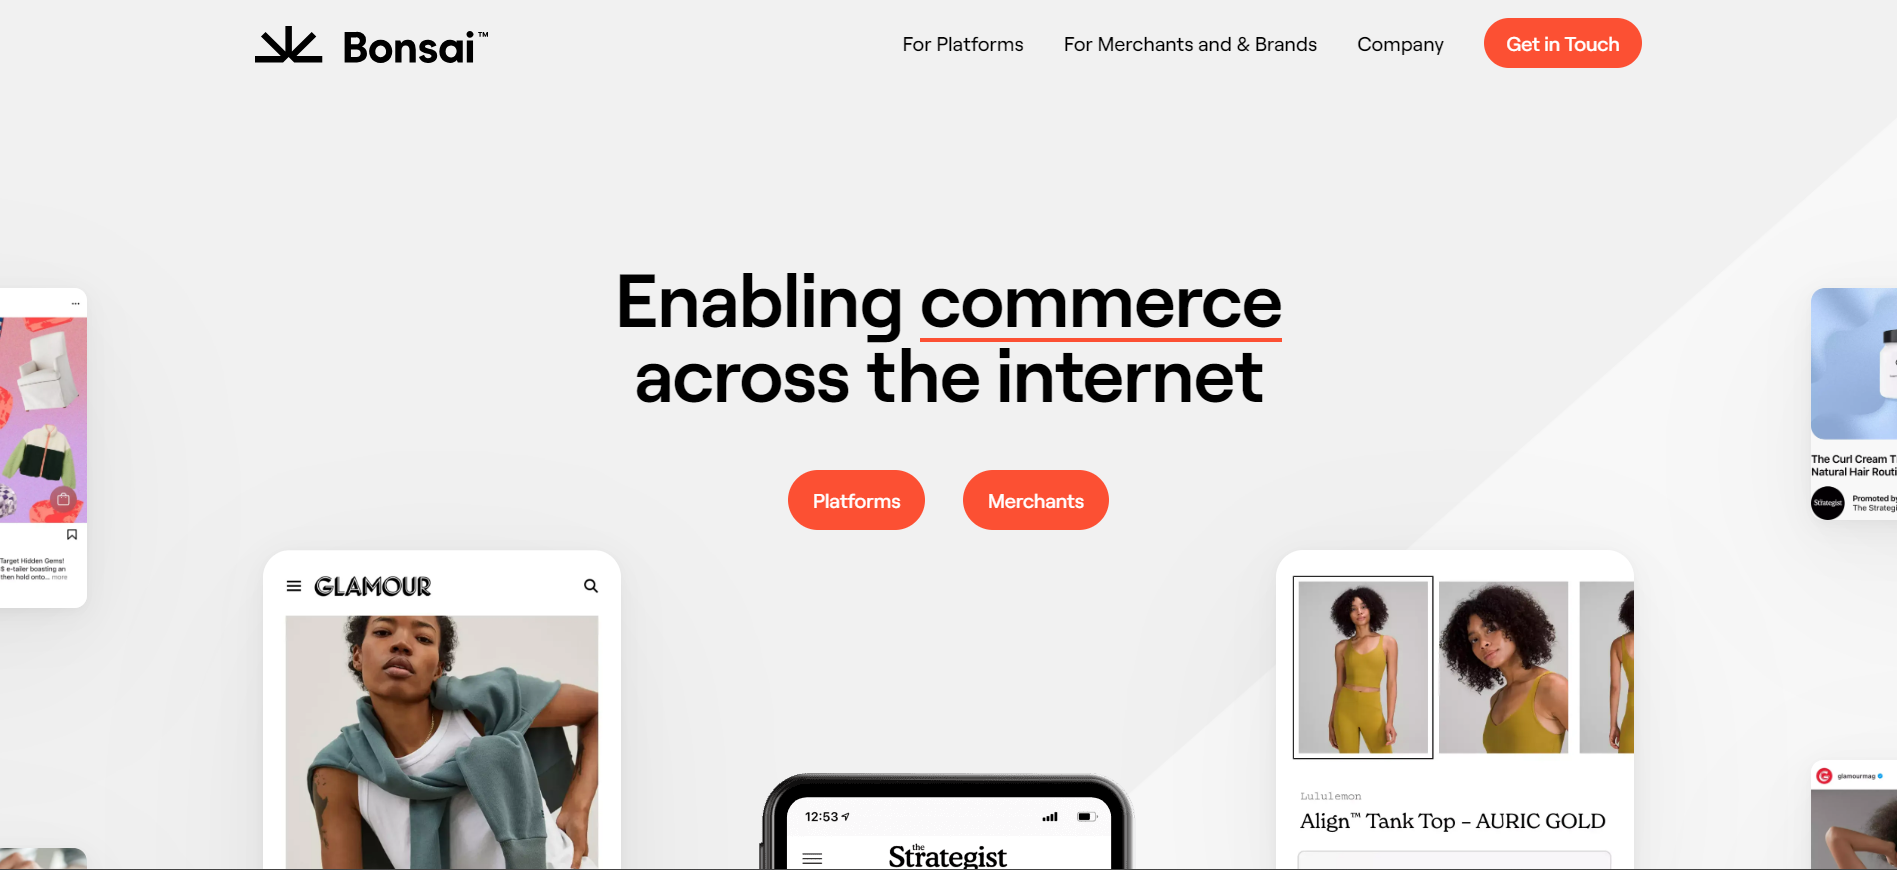 Bonsai™
For Platforms
For Merchants and & Brands
Company
Get in Touch
Enabling commerce
across the internet
Platforms
Merchants
Target Hidden Gems!
$ e-tailer boasting an
then hold onto... more
GLAMOUR
12:53
the
Strategist
Lululemon
Align™ Tank Top – AURIC GOLD
The Curl Cream T
Natural Hair Routi
Strategist
Promoted by
The Strategi
G
glamourmag